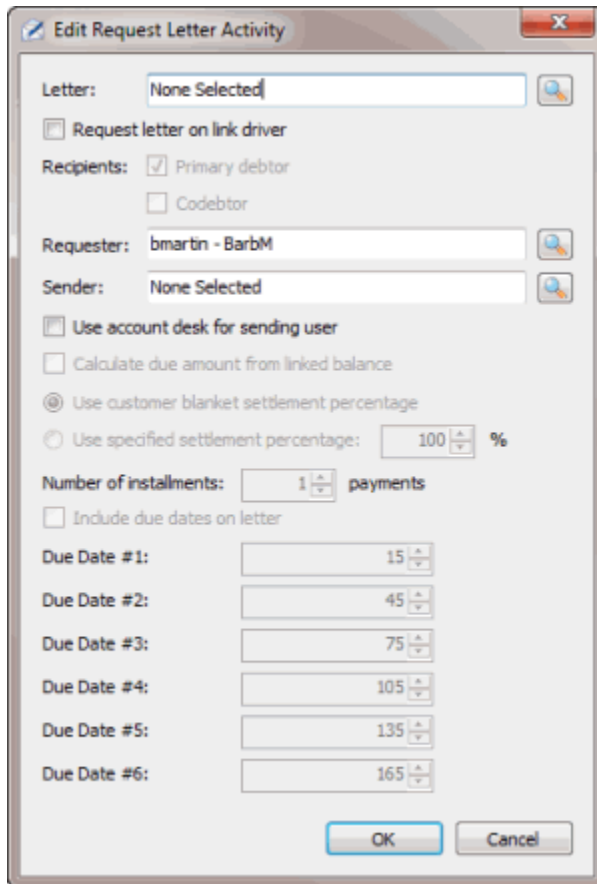 Edit Request Letter Activity
Letter: None Selected
Request letter on link driver
Recipients: Primary debtor
Codebtor
Requester: bmartin - BarbM
Sender: None Selected
Use account desk for sending user
Calculate due amount from linked balance
Use customer blanket settlement percentage
Use specified settlement percentage: 100 %
Number of installments: 1 payments
Include due dates on letter
Due Date #1: 15
Due Date #2: 45
Due Date #3: 75
Due Date #4: 105
Due Date #5: 135
Due Date #6: 165
OK Cancel